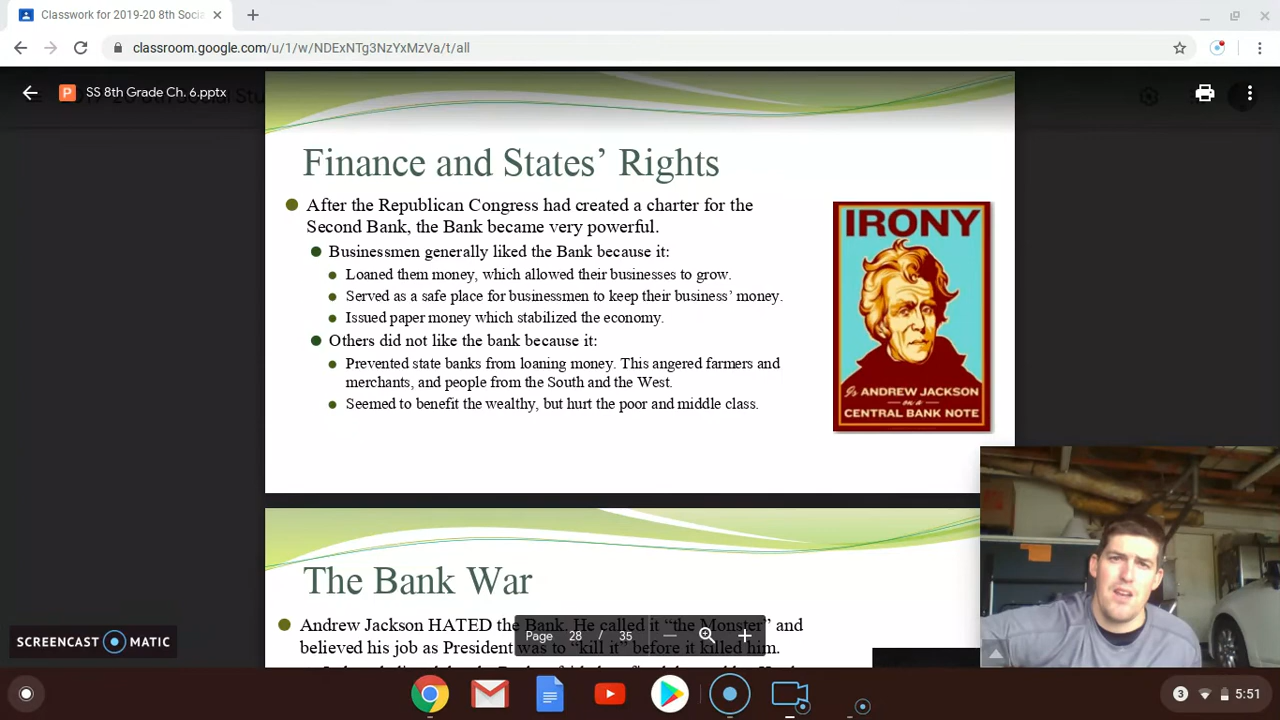 Classwork for 2019-20 8th Soci
classroom.google.com/u/1/w/NDExNTg3NzYxMzVa/t/all
SS 8th Grade Ch. 6.pptx
Finance and States’ Rights
After the Republican Congress had created a charter for the
Second Bank, the Bank became very powerful.
Businessmen generally liked the Bank because it:
Loaned them money, which allowed their businesses to grow.
Served as a safe place for businessmen to keep their business’ money.
Issued paper money which stabilized the economy.
Others did not like the bank because it:
Prevented state banks from loaning money. This angered farmers and
merchants, and people from the South and the West.
Seemed to benefit the wealthy, but hurt the poor and middle class.
IRONY
Is ANDREW JACKSON
on a
CENTRAL BANK NOTE
The Bank War
Andrew Jackson HATED the Bank. He called it “the Monster” and
believed his job as President was to “kill it” before it killed him.
Page 28 / 35
SCREENCAST MATIC
3 5:51